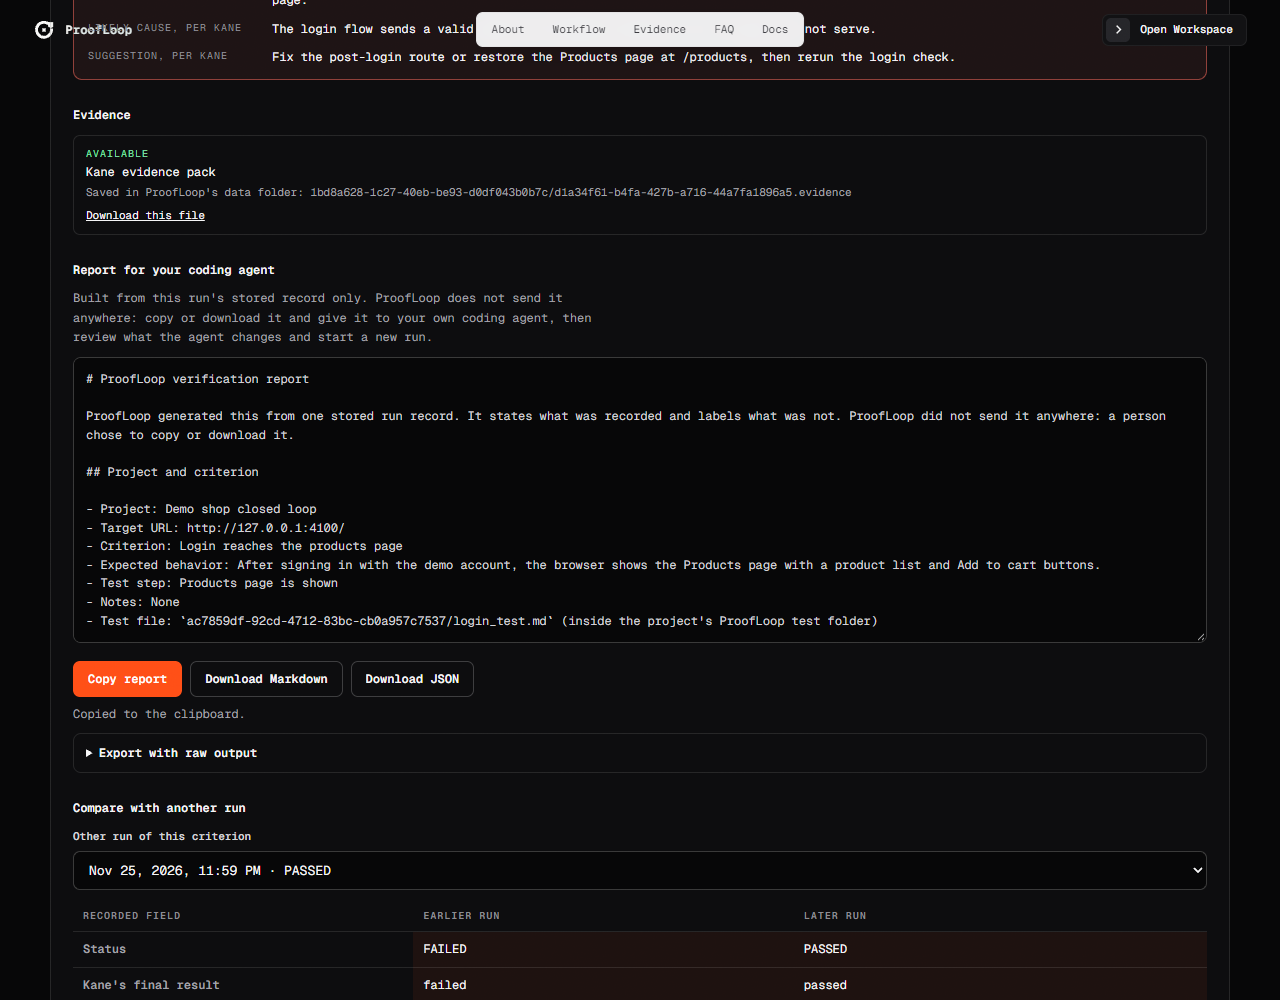 page.
ProofLoop
CAUSE, PER KANE
The login flow sends a valid
not serve.
About
Workflow
Evidence
FAQ
Docs
Open Workspace
SUGGESTION, PER KANE
Fix the post-login route or restore the Products page at /products, then rerun the login check.
Evidence
AVAILABLE
Kane evidence pack
Saved in ProofLoop's data folder: 1bd8a628-1c27-40eb-be93-d0df043b0b7c/d1a34f61-b4fa-427b-a716-44a7fa1896a5.evidence
Download this file
Report for your coding agent
Built from this run's stored record only. ProofLoop does not send it
anywhere: copy or download it and give it to your own coding agent, then
review what the agent changes and start a new run.
# ProofLoop verification report
ProofLoop generated this from one stored run record. It states what was recorded and labels what was not. ProofLoop did not send it anywhere: a person
chose to copy or download it.
## Project and criterion
- Project: Demo shop closed loop
- Target URL: http://127.0.0.1:4100/
- Criterion: Login reaches the products page
- Expected behavior: After signing in with the demo account, the browser shows the Products page with a product list and Add to cart buttons.
- Test step: Products page is shown
- Notes: None
- Test file: `ac7859df-92cd-4712-83bc-cb0a957c7537/login_test.md` (inside the project's ProofLoop test folder)
Copy report
Download Markdown
Download JSON
Copied to the clipboard.
Export with raw output
Compare with another run
Other run of this criterion
Nov 25, 2026, 11:59 PM · PASSED
RECORDED FIELD
EARLIER RUN
LATER RUN
Status
FAILED
PASSED
Kane's final result
failed
passed